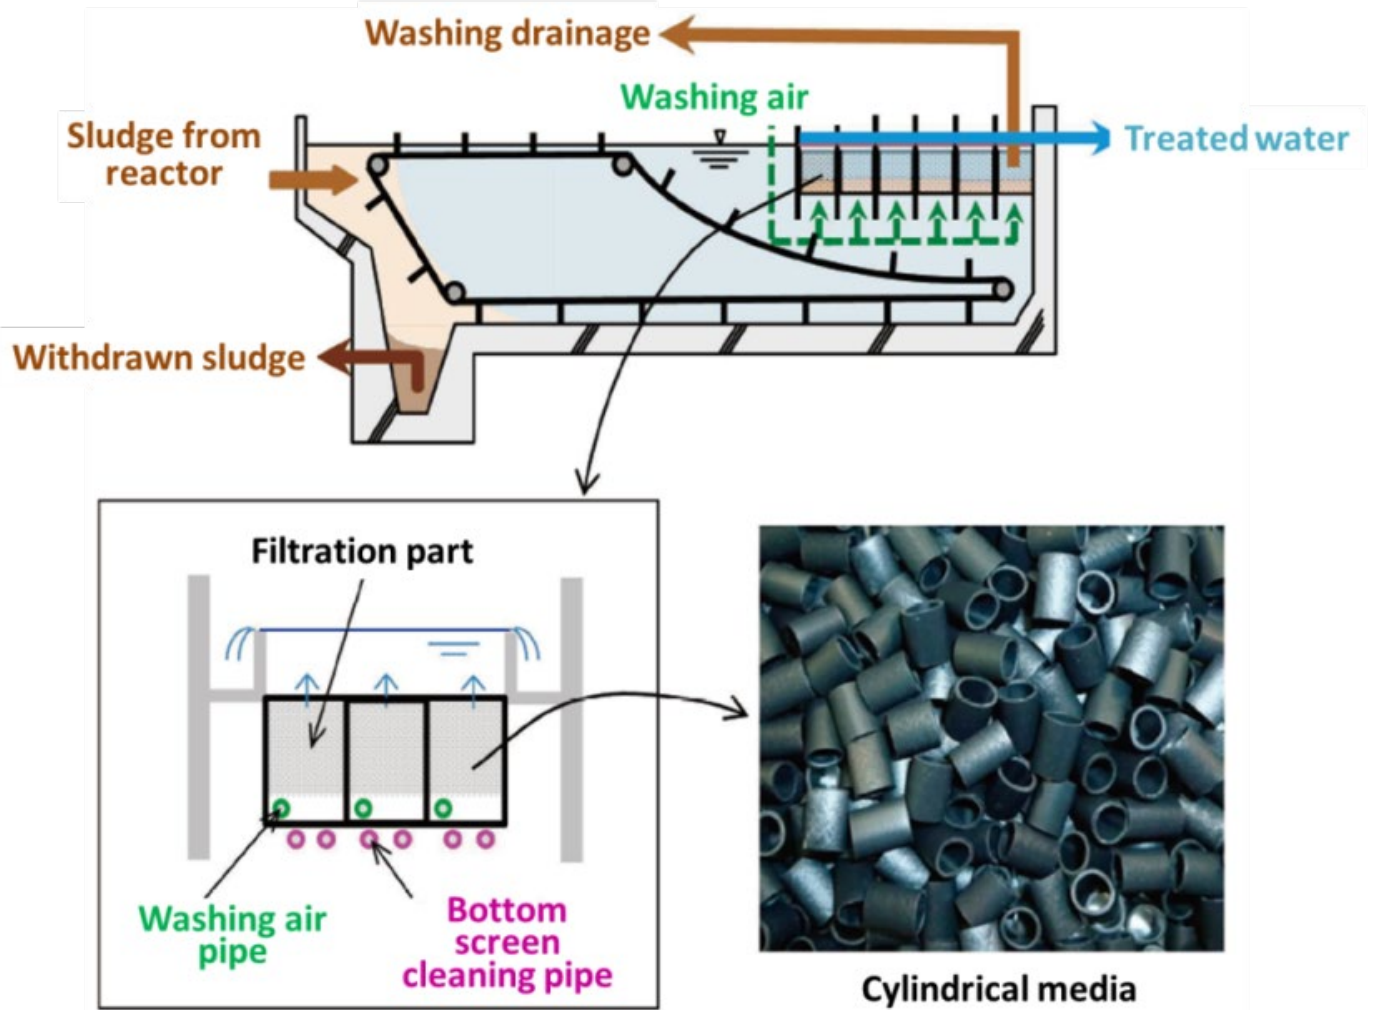 Washing drainage
Washing air
Sludge from
reactor
Treated water
Withdrawn sludge
Filtration part
Washing air
pipe
Bottom
screen
cleaning pipe
Cylindrical media